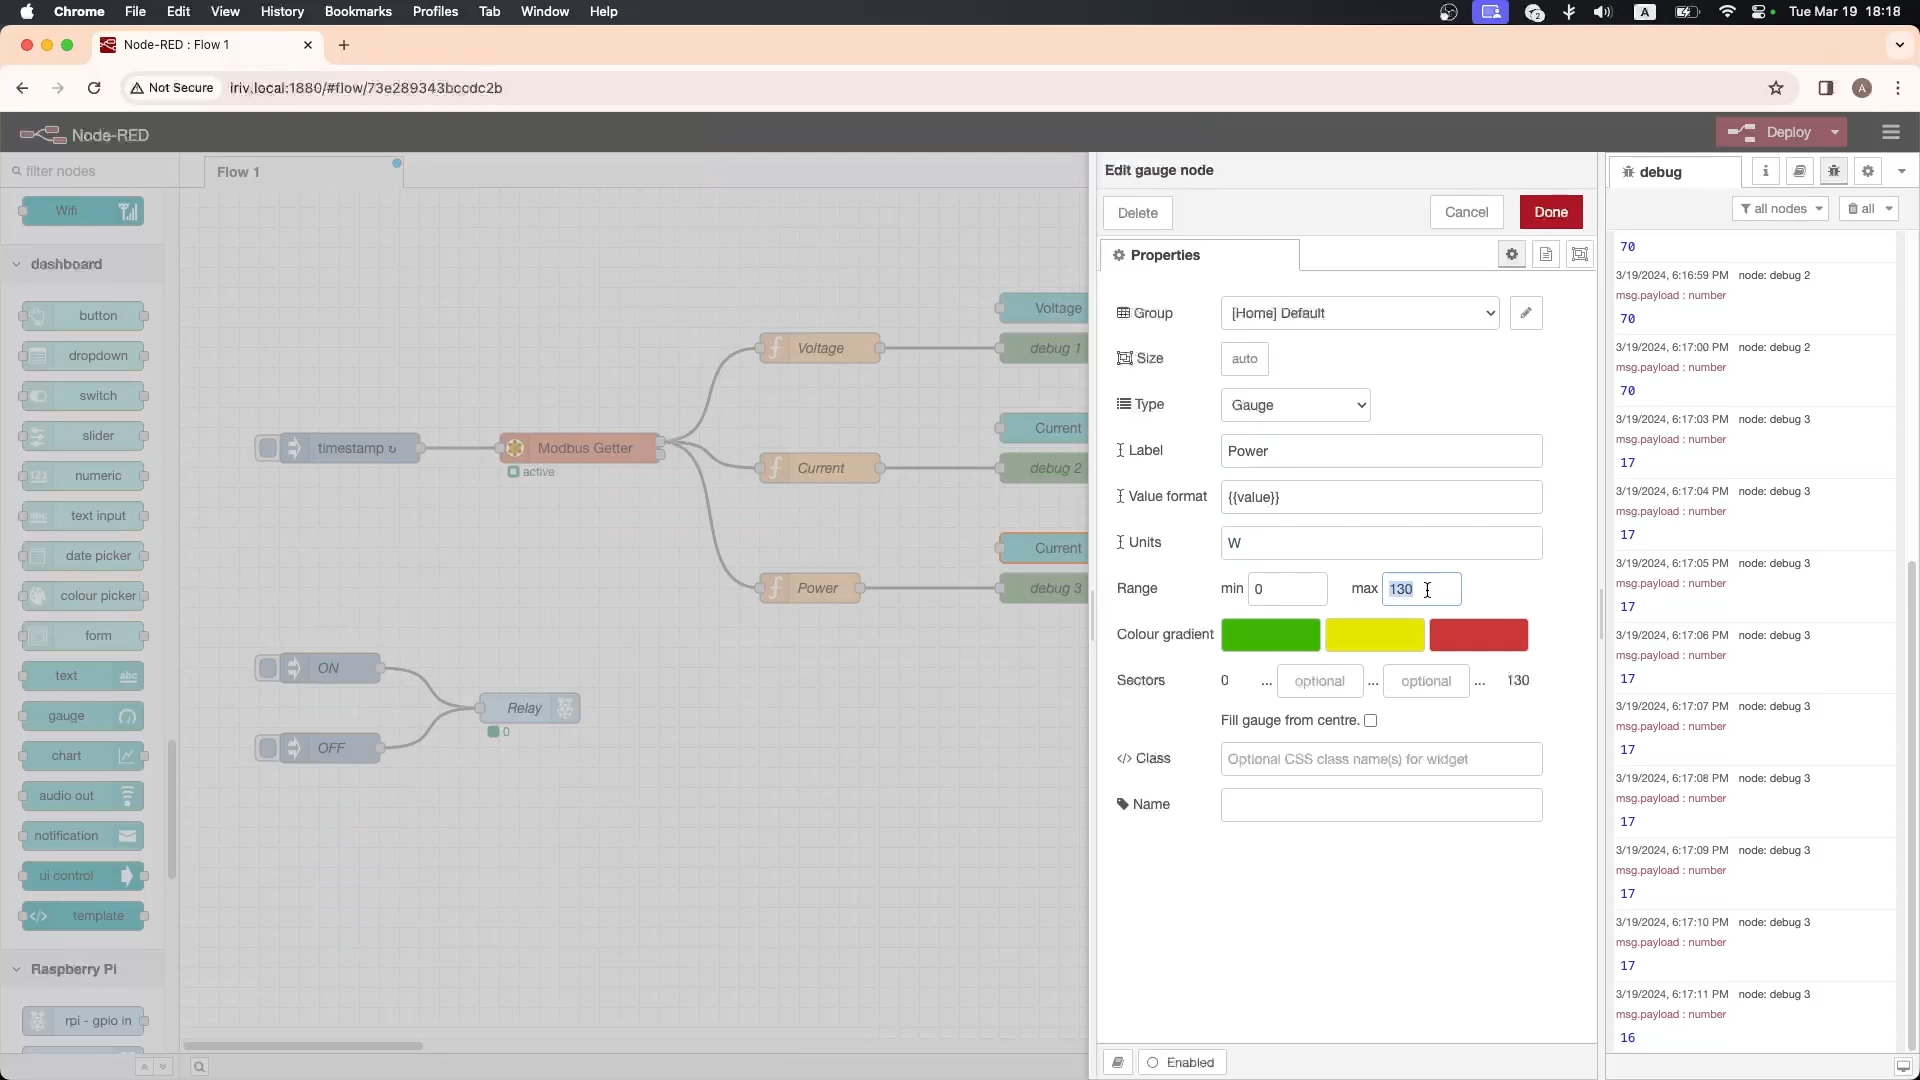 Chrome File Edit View History Bookmarks Profiles Tab Window Help
2
A
Tue Mar 19 18:18
Node-RED : Flow 1
Not Secure iriv.local:1880/#flow/73e289343bccdc2b
A
Node-RED
Deploy
filter nodes
Wifi
dashboard
button
dropdown
switch
slider
123 numeric
abc text input
date picker
colour picker
form
text abc
gauge
chart
audio out
notification
ui control
</> template
Raspberry Pi
rpi - gpio in
Flow 1
timestamp ↻
Modbus Getter
active
f Voltage
f Current
f Power
Voltage
debug 1
Current
debug 2
Current
debug 3
ON
OFF
Relay
0
Edit gauge node
Delete
Cancel
Done
Properties
Group [Home] Default
Size auto
Type Gauge
Label Power
Value format {{value}}
Units W
Range min 0 max 130
Colour gradient
Sectors 0 ... optional ... optional ... 130
Fill gauge from centre.
</> Class Optional CSS class name(s) for widget
Name
Enabled
debug
i
all nodes
all
70
3/19/2024, 6:16:59 PM node: debug 2
msg.payload : number
70
3/19/2024, 6:17:00 PM node: debug 2
msg.payload : number
70
3/19/2024, 6:17:03 PM node: debug 3
msg.payload : number
17
3/19/2024, 6:17:04 PM node: debug 3
msg.payload : number
17
3/19/2024, 6:17:05 PM node: debug 3
msg.payload : number
17
3/19/2024, 6:17:06 PM node: debug 3
msg.payload : number
17
3/19/2024, 6:17:07 PM node: debug 3
msg.payload : number
17
3/19/2024, 6:17:08 PM node: debug 3
msg.payload : number
17
3/19/2024, 6:17:09 PM node: debug 3
msg.payload : number
17
3/19/2024, 6:17:10 PM node: debug 3
msg.payload : number
17
3/19/2024, 6:17:11 PM node: debug 3
msg.payload : number
16